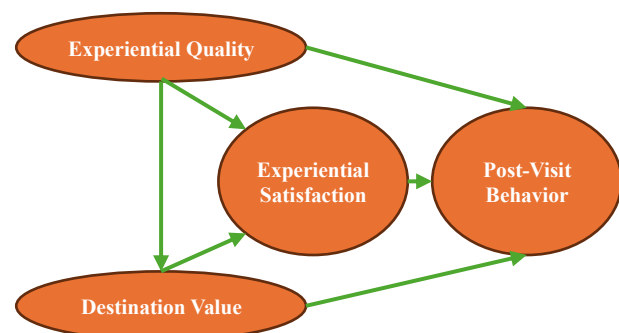 Experiential Quality
Experiential
Satisfaction
Post-Visit
Behavior
Destination Value